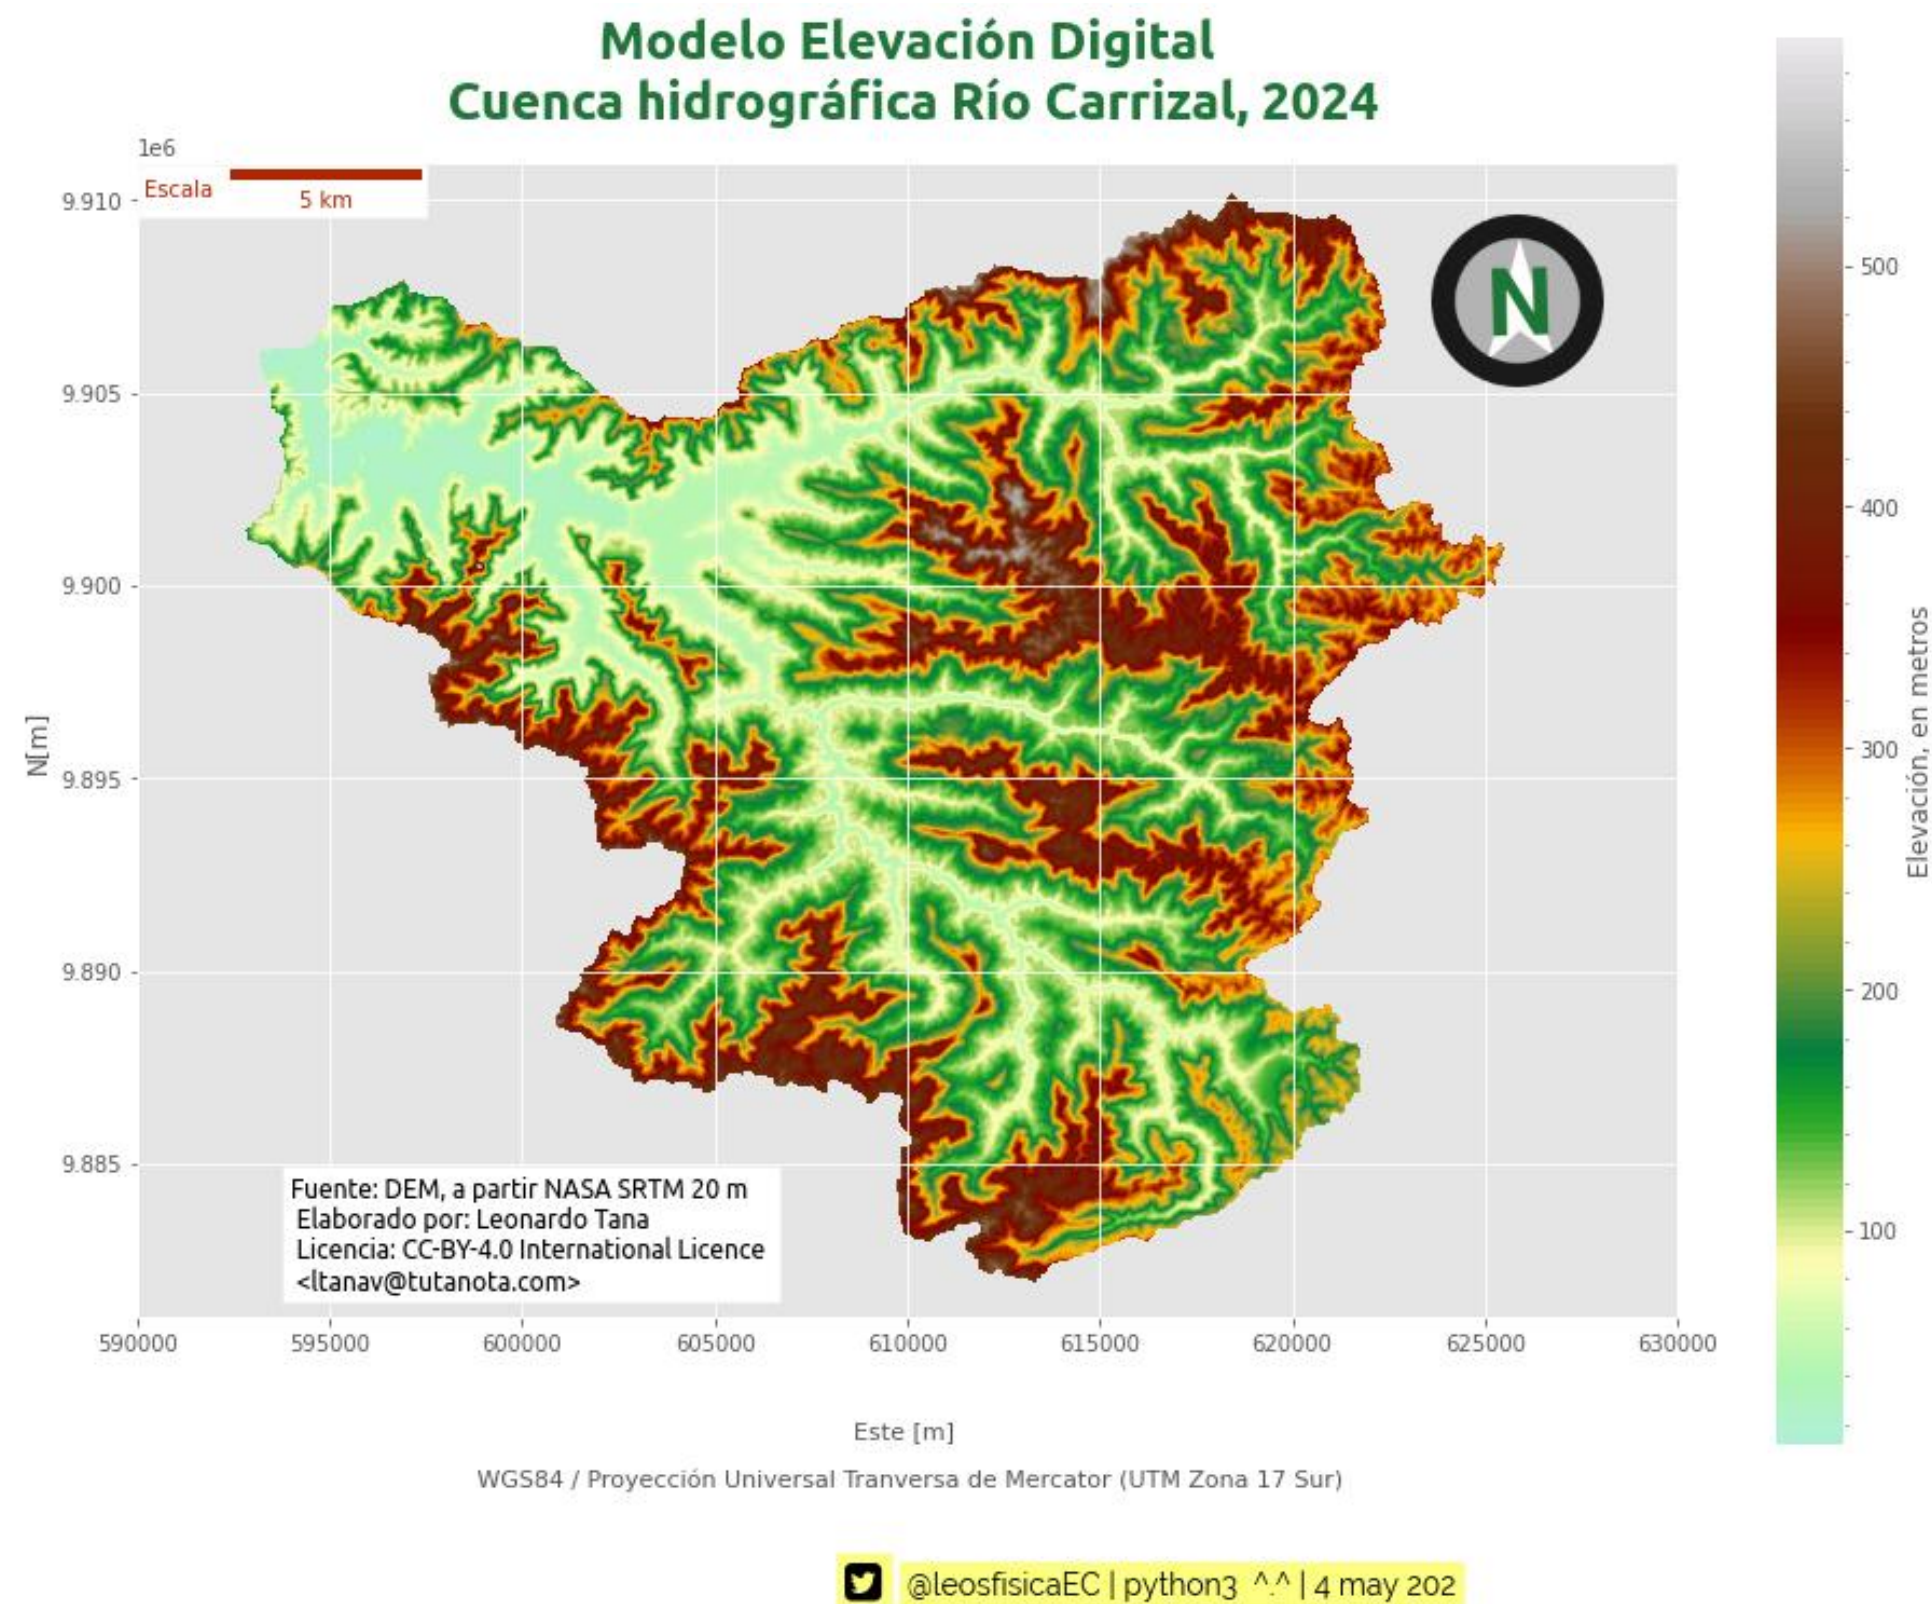 Modelo Elevación Digital
Cuenca hidrográfica Río Carrizal, 2024
1e6
Escala
5 km
N
9.910
9.905
9.900
9.895
9.890
9.885
N[m]
500
400
300
200
100
Elevación, en metros
Fuente: DEM, a partir NASA SRTM 20 m
Elaborado por: Leonardo Tana
Licencia: CC-BY-4.0 International Licence
<ltanav@tutanota.com>
590000 595000 600000 605000 610000 615000 620000 625000 630000
Este [m]
WGS84 / Proyección Universal Tranversa de Mercator (UTM Zona 17 Sur)
@leosfisicaEC | python3 ^.^ | 4 may 202